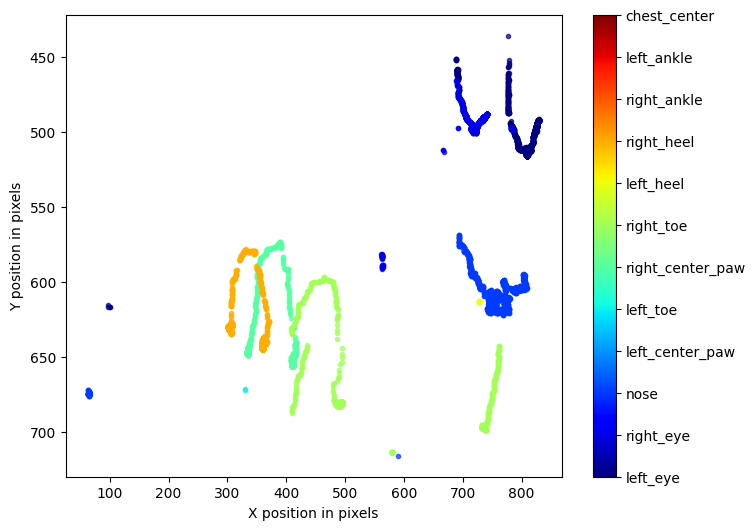 450
500
550
600
650
700
Y position in pixels
100
200
300
400
500
600
700
800
X position in pixels
chest_center
left_ankle
right_ankle
right_heel
left_heel
right_toe
right_center_paw
left_toe
left_center_paw
nose
right_eye
left_eye